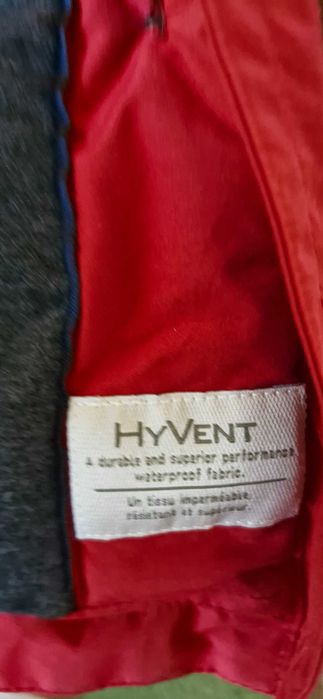 HYVENT
A durable and superior performance
waterproof fabric.
Un tissu imperméable,
résistant et supérieur.